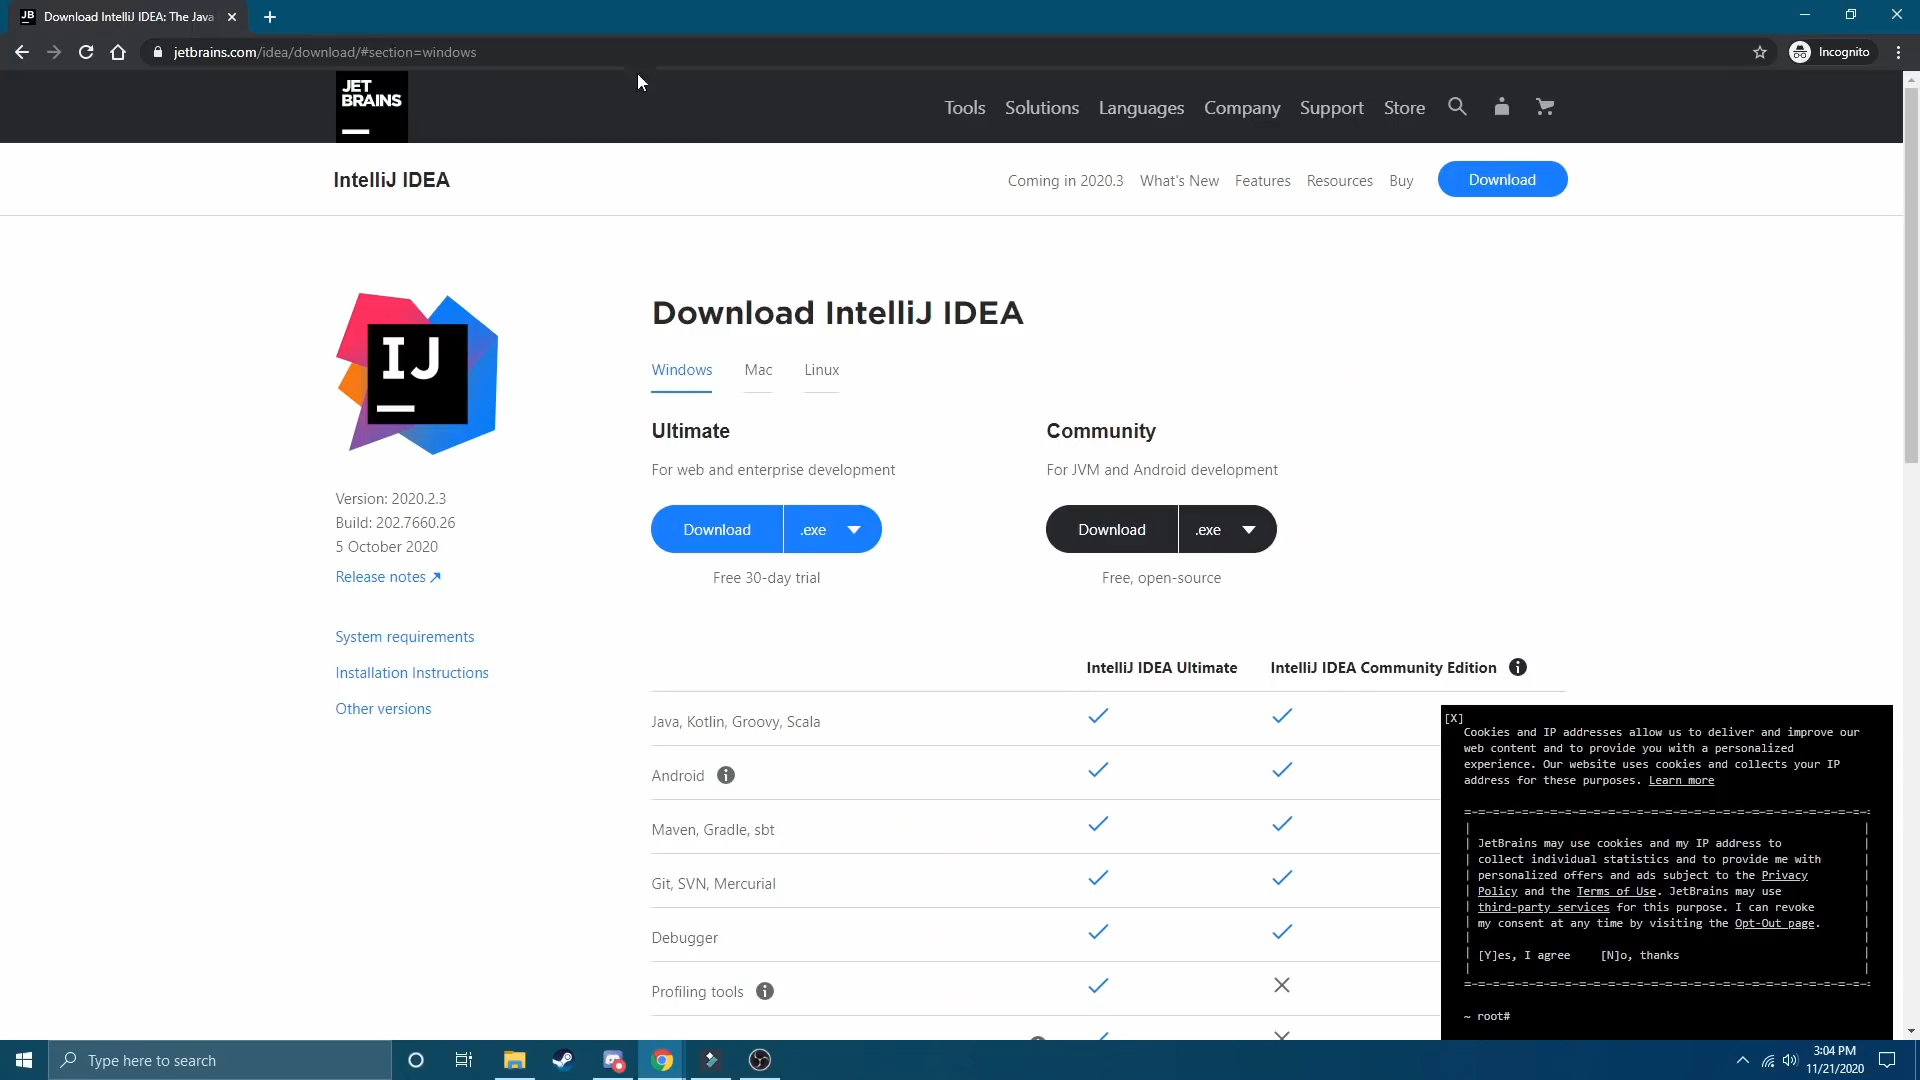 JB Download IntelliJ IDEA: The Java
jetbrains.com/idea/download/#section=windows
Incognito
JET
BRAINS
Tools Solutions Languages Company Support Store
IntelliJ IDEA
Coming in 2020.3 What's New Features Resources Buy Download
IJ
Download IntelliJ IDEA
Windows Mac Linux
Ultimate
For web and enterprise development
Download .exe
Free 30-day trial
Community
For JVM and Android development
Download .exe
Free, open-source
Version: 2020.2.3
Build: 202.7660.26
5 October 2020
Release notes ↗
System requirements
Installation Instructions
Other versions
IntelliJ IDEA Ultimate IntelliJ IDEA Community Edition
Java, Kotlin, Groovy, Scala
Android
Maven, Gradle, sbt
Git, SVN, Mercurial
Debugger
Profiling tools
[X]
Cookies and IP addresses allow us to deliver and improve our
web content and to provide you with a personalized
experience. Our website uses cookies and collects your IP
address for these purposes. Learn more
JetBrains may use cookies and my IP address to
collect individual statistics and to provide me with
personalized offers and ads subject to the Privacy
Policy and the Terms of Use. JetBrains may use
third-party services for this purpose. I can revoke
my consent at any time by visiting the Opt-Out page.
[Y]es, I agree [N]o, thanks
~ root#
Type here to search
3:04 PM
11/21/2020